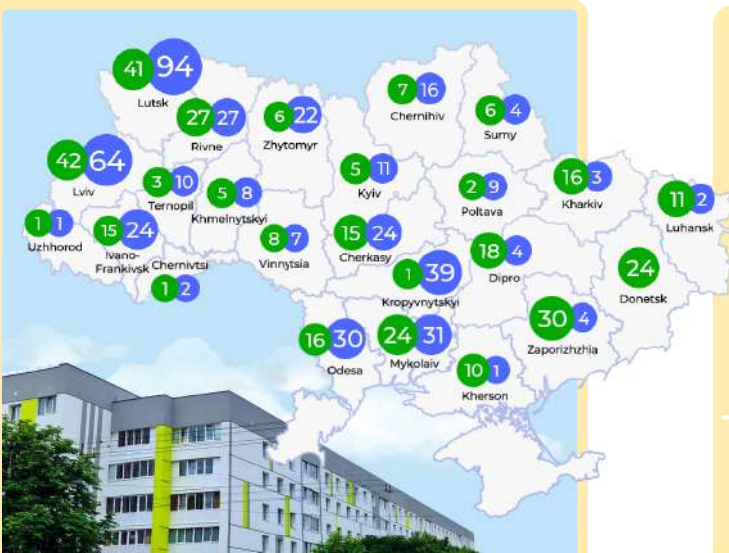 41 94
Lutsk
27 27
Rivne
6 22
Zhytomyr
7 16
Chernihiv
6 4
Sumy
42 64
Lviv
3 10
Ternopil
5 8
Khmelnytskyi
5 11
Kyiv
2 9
Poltava
16 3
Kharkiv
11 2
Luhansk
1 1
Uzhhorod
15 24
Ivano-
Frankivsk
Chernivtsi
1 2
8 7
Vinnytsia
15 24
Cherkasy
1 39
Kropyvnytskyi
18 4
Dipro
24
Donetsk
16 30
Odesa
24 31
Mykolaiv
30 4
Zaporizhzhia
10 1
Kherson